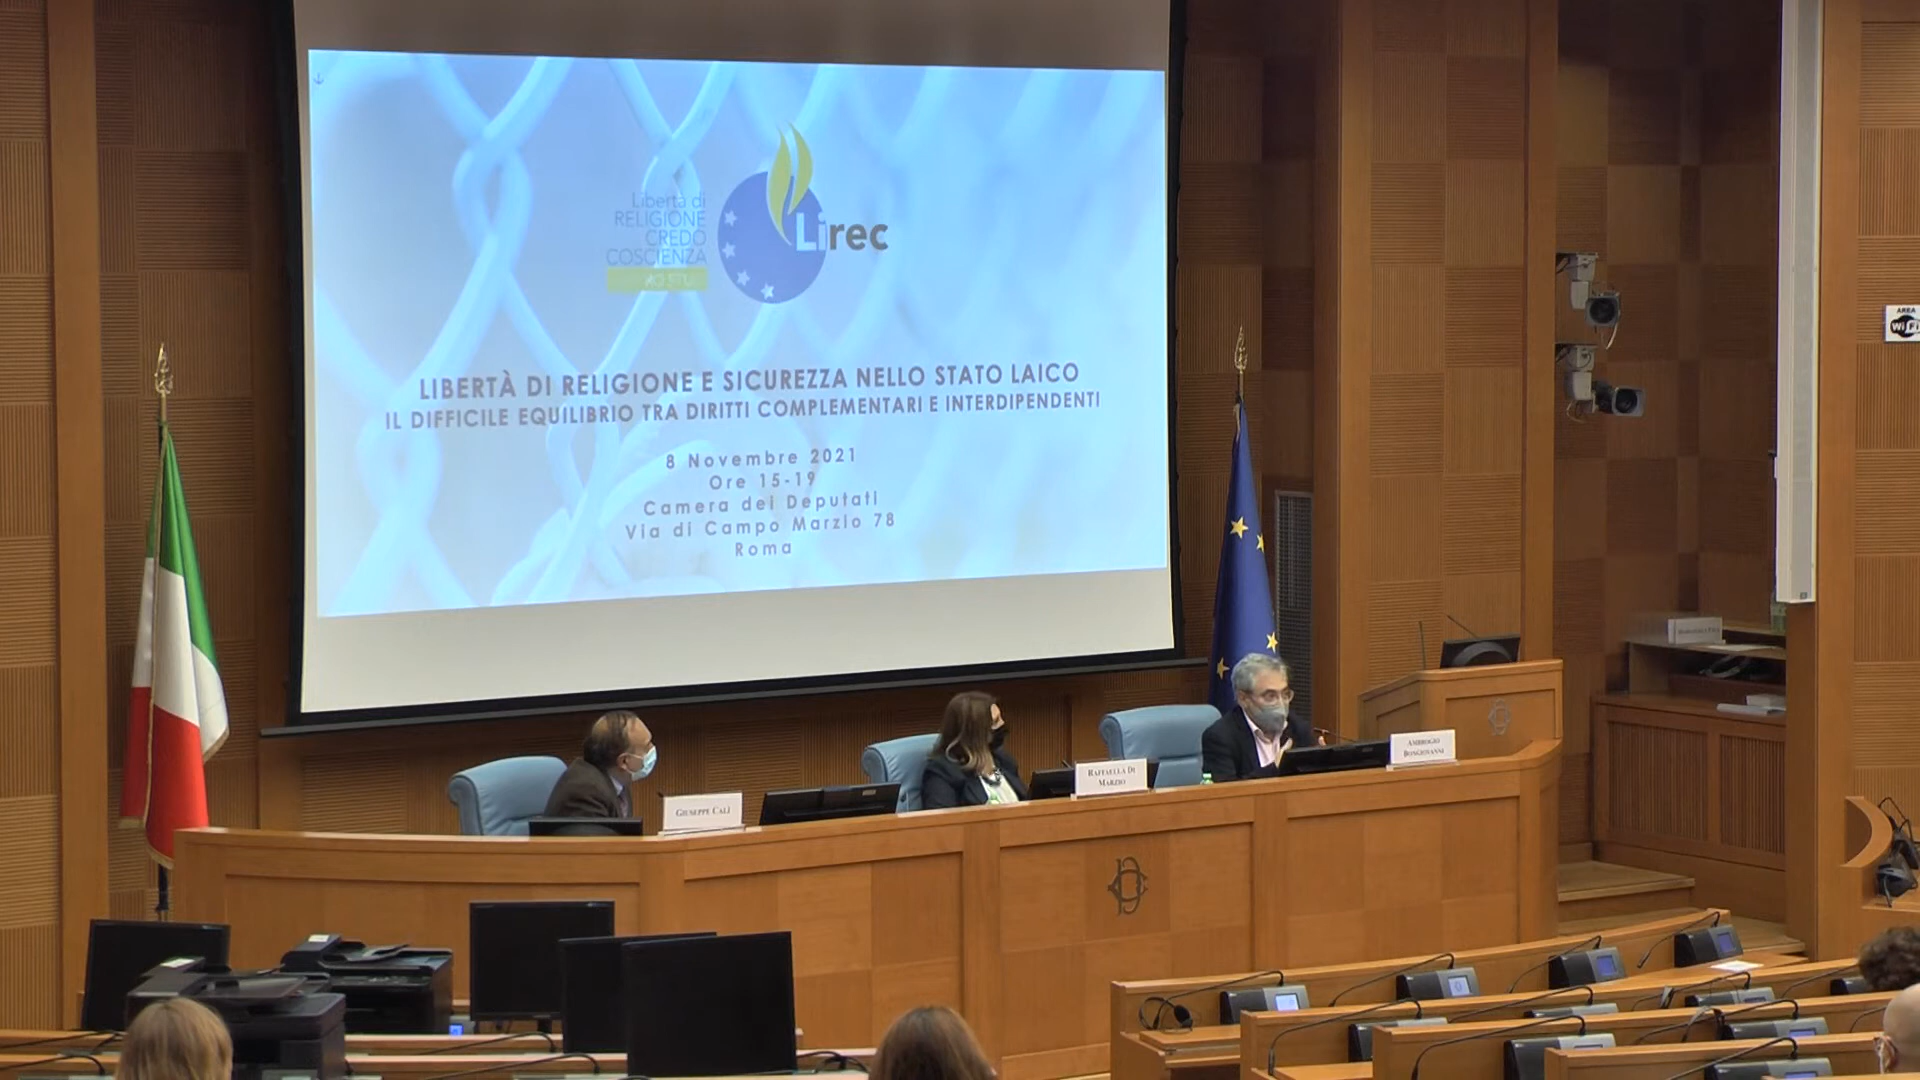 Libertà di
RELIGIONE
CREDO
COSCIENZA
Lirec
LIBERTÀ DI RELIGIONE E SICUREZZA NELLO STATO LAICO
IL DIFFICILE EQUILIBRIO TRA DIRITTI COMPLEMENTARI E INTERDIPENDENTI
8 Novembre 2021
Ore 15-19
Camera dei Deputati
Via di Campo Marzio 78
Roma
AREA
Wi Fi
GIUSEPPE CALÌ
RAFFAELLA DI
MARZIO
AMBROGIO
BONGIOVANNI